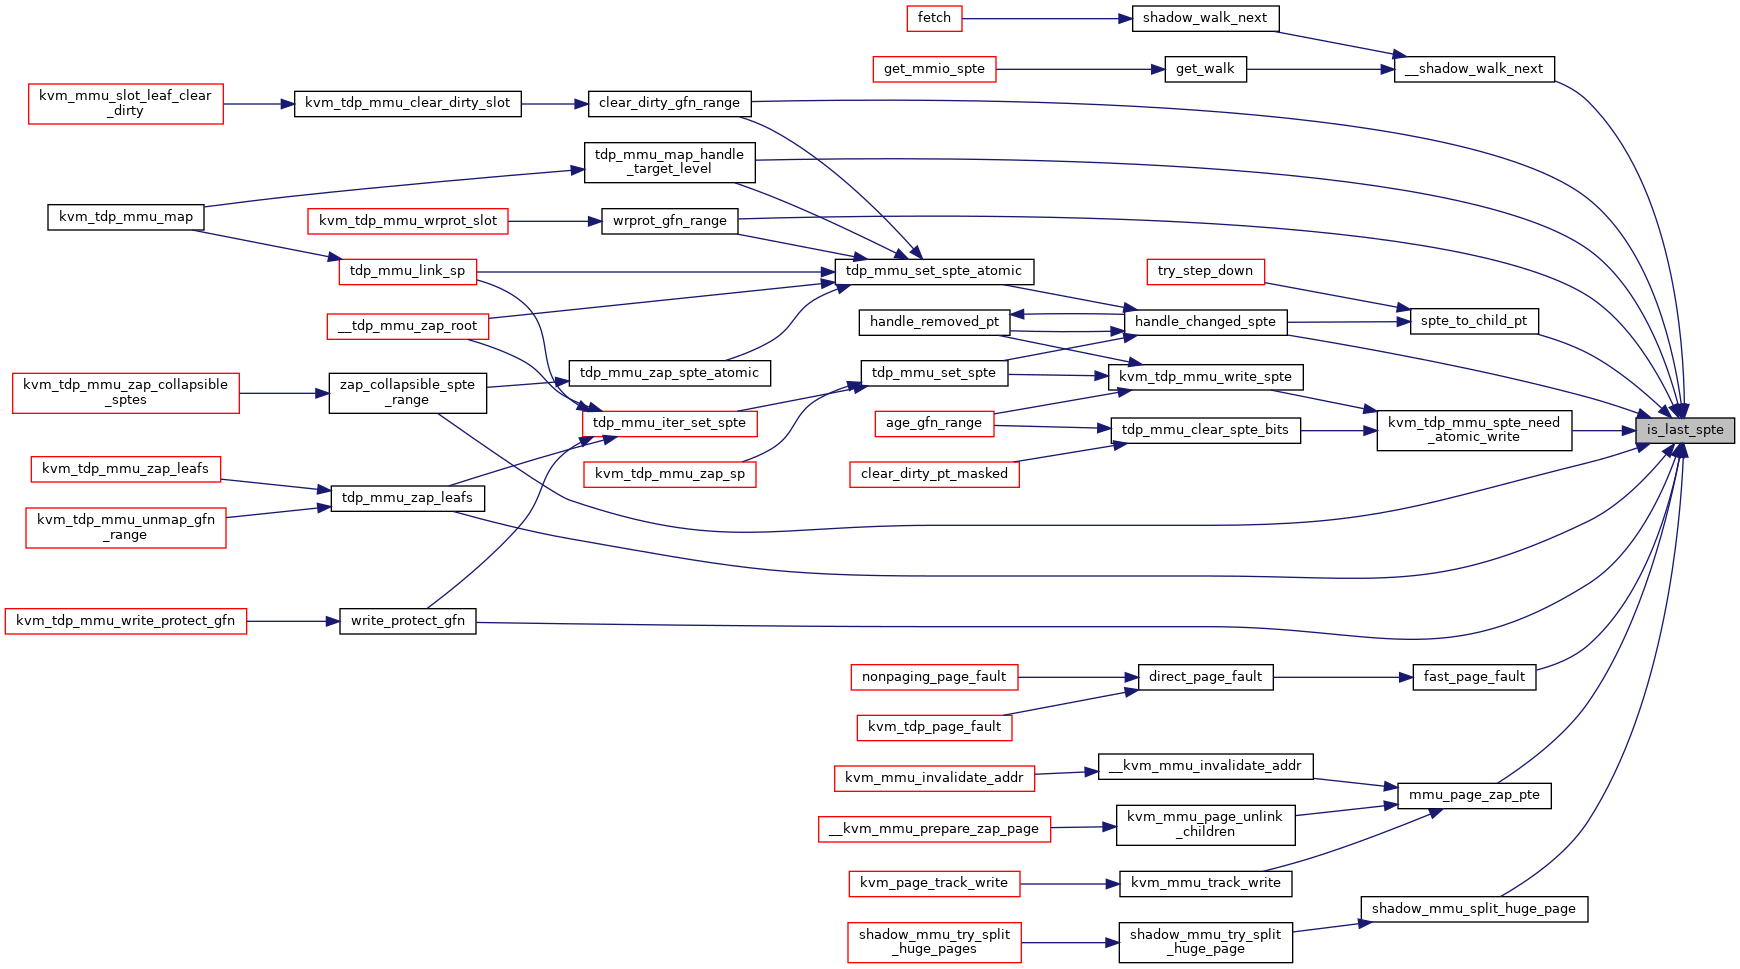 fetch
shadow_walk_next
get_mmio_spte
get_walk
__shadow_walk_next
kvm_mmu_slot_leaf_clear
_dirty
kvm_tdp_mmu_clear_dirty_slot
clear_dirty_gfn_range
tdp_mmu_map_handle
_target_level
kvm_tdp_mmu_map
kvm_tdp_mmu_wrprot_slot
wrprot_gfn_range
tdp_mmu_link_sp
tdp_mmu_set_spte_atomic
try_step_down
__tdp_mmu_zap_root
handle_removed_pt
handle_changed_spte
spte_to_child_pt
kvm_tdp_mmu_zap_collapsible
_sptes
zap_collapsible_spte
_range
tdp_mmu_zap_spte_atomic
tdp_mmu_set_spte
kvm_tdp_mmu_write_spte
tdp_mmu_iter_set_spte
age_gfn_range
tdp_mmu_clear_spte_bits
kvm_tdp_mmu_spte_need
_atomic_write
is_last_spte
kvm_tdp_mmu_zap_leafs
kvm_tdp_mmu_zap_sp
clear_dirty_pt_masked
tdp_mmu_zap_leafs
kvm_tdp_mmu_unmap_gfn
_range
kvm_tdp_mmu_write_protect_gfn
write_protect_gfn
nonpaging_page_fault
direct_page_fault
fast_page_fault
kvm_tdp_page_fault
kvm_mmu_invalidate_addr
__kvm_mmu_invalidate_addr
mmu_page_zap_pte
__kvm_mmu_prepare_zap_page
kvm_mmu_page_unlink
_children
kvm_page_track_write
kvm_mmu_track_write
shadow_mmu_split_huge_page
shadow_mmu_try_split
_huge_pages
shadow_mmu_try_split
_huge_page